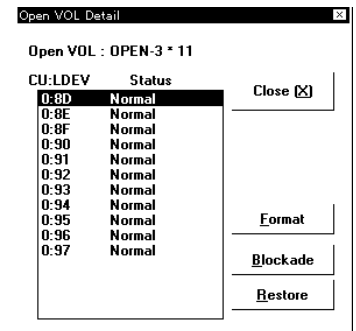 Open VOL Detail
Open VOL : OPEN-3 * 11
CU:LDEV Status
0:8D Normal
0:8E Normal
0:8F Normal
0:90 Normal
0:91 Normal
0:92 Normal
0:93 Normal
0:94 Normal
0:95 Normal
0:96 Normal
0:97 Normal
Close (X)
Format
Blockade
Restore